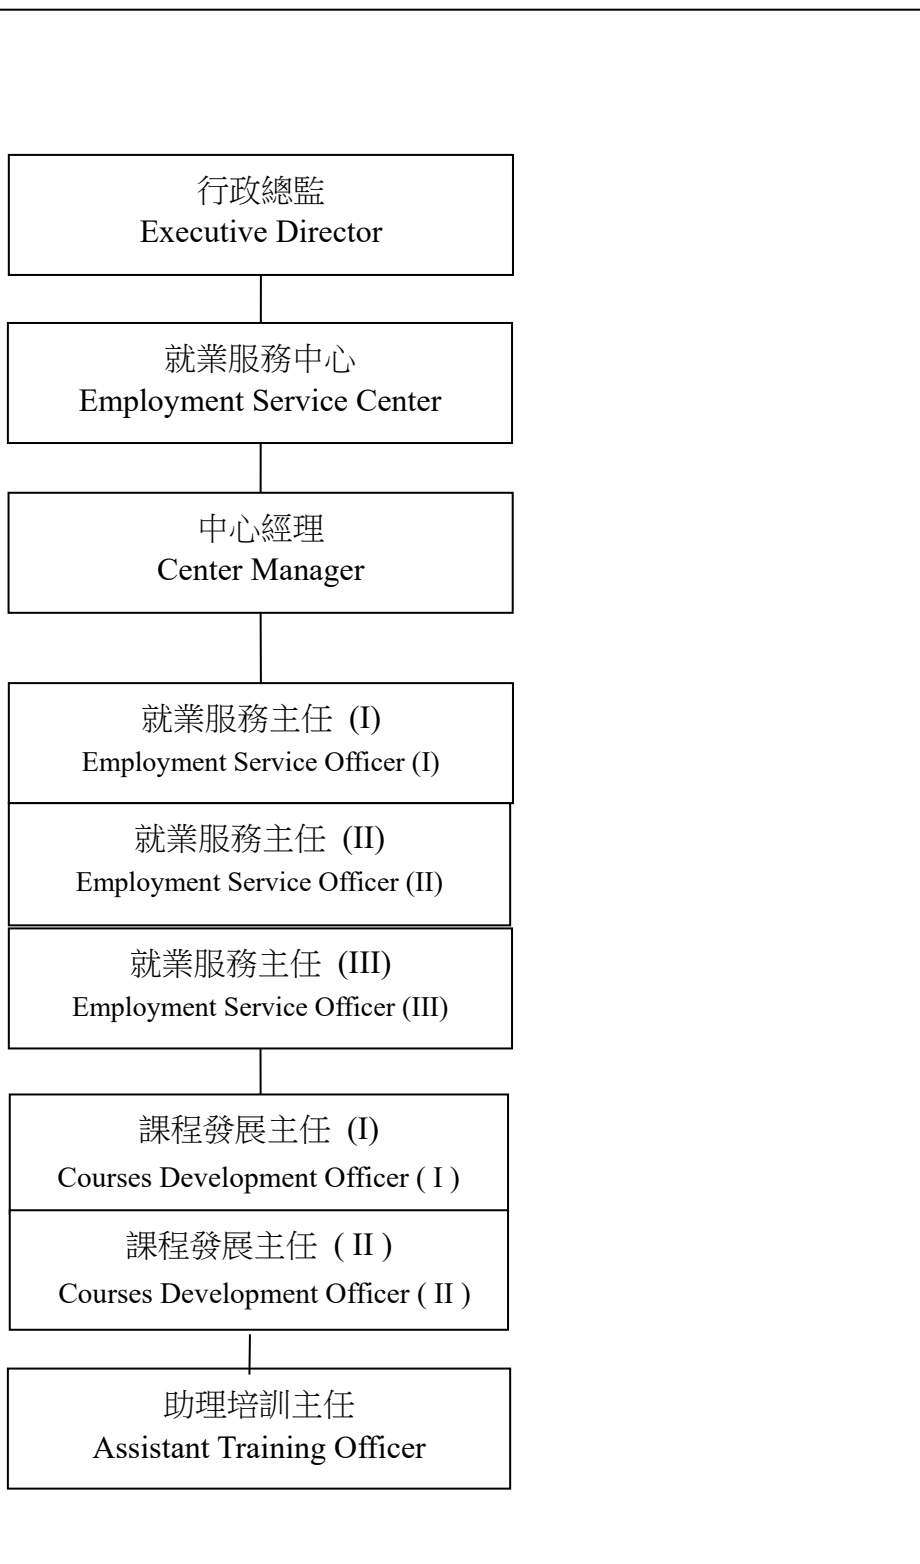 行政總監
Executive Director
就業服務中心
Employment Service Center
中心經理
Center Manager
就業服務主任 (I)
Employment Service Officer (I)
就業服務主任 (II)
Employment Service Officer (II)
就業服務主任 (III)
Employment Service Officer (III)
課程發展主任 (I)
Courses Development Officer ( I )
課程發展主任 ( II )
Courses Development Officer ( II )
助理培訓主任
Assistant Training Officer